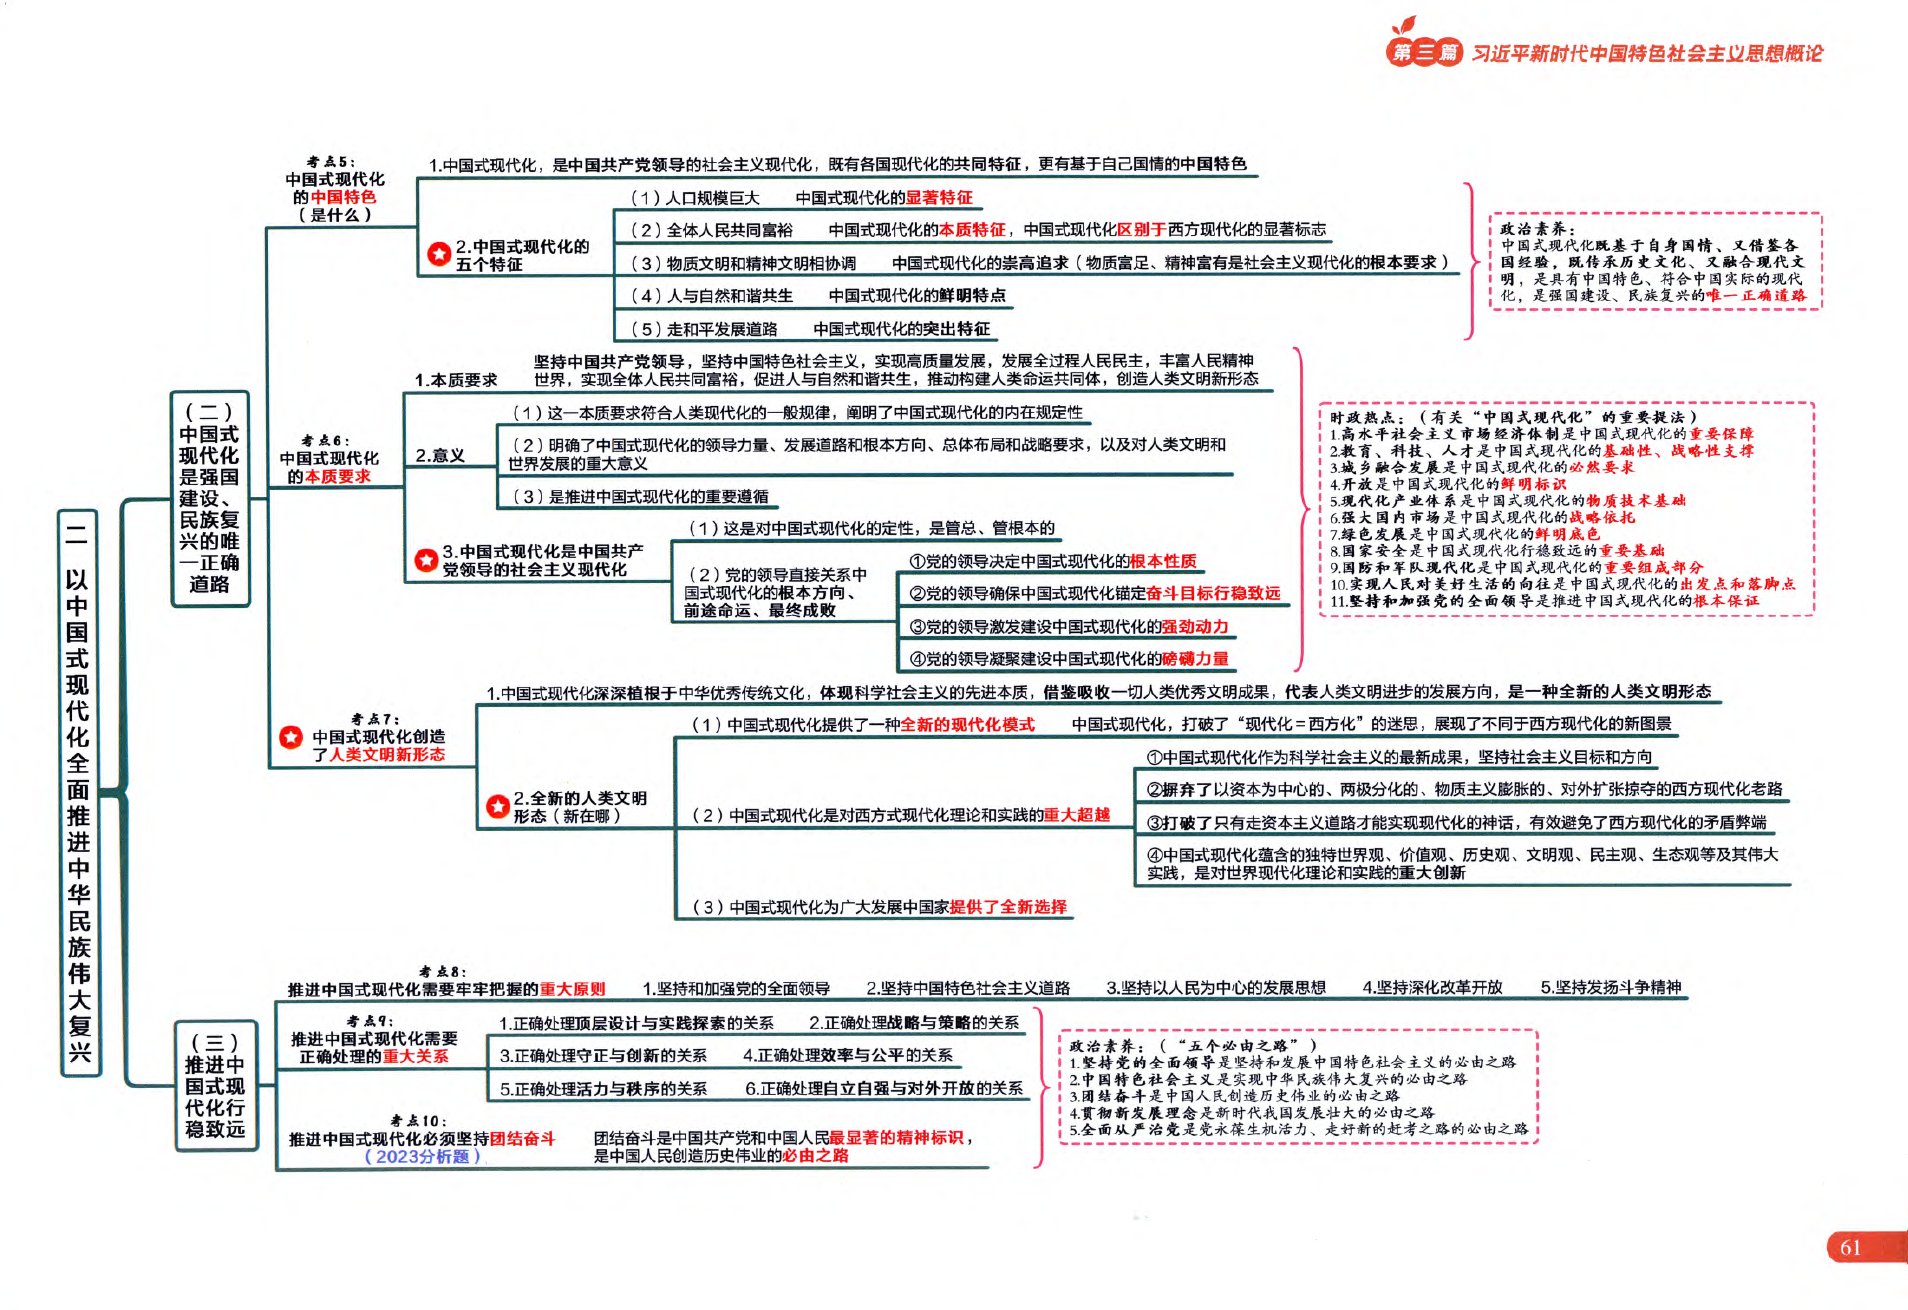 第三篇 习近平新时代中国特色社会主义思想概论
二 以中国式现代化全面推进中华民族伟大复兴
（二）
中国式
现代化
是强国
建设、
民族复
兴的唯
一正确
道路
考点5：
中国式现代化
的中国特色
（是什么）
1.中国式现代化，是中国共产党领导的社会主义现代化，既有各国现代化的共同特征，更有基于自己国情的中国特色
2.中国式现代化的
五个特征
（1）人口规模巨大 中国式现代化的显著特征
（2）全体人民共同富裕 中国式现代化的本质特征，中国式现代化区别于西方现代化的显著标志
（3）物质文明和精神文明相协调 中国式现代化的崇高追求（物质富足、精神富有是社会主义现代化的根本要求）
（4）人与自然和谐共生 中国式现代化的鲜明特点
（5）走和平发展道路 中国式现代化的突出特征
政治素养：
中国式现代化既基于自身国情、又借鉴各
国经验，既传承历史文化、又融合现代文
明，是具有中国特色、符合中国实际的现代
化，是强国建设、民族复兴的唯一正确道路
考点6：
中国式现代化
的本质要求
1.本质要求
坚持中国共产党领导，坚持中国特色社会主义，实现高质量发展，发展全过程人民民主，丰富人民精神
世界，实现全体人民共同富裕，促进人与自然和谐共生，推动构建人类命运共同体，创造人类文明新形态
2.意义
（1）这一本质要求符合人类现代化的一般规律，阐明了中国式现代化的内在规定性
（2）明确了中国式现代化的领导力量、发展道路和根本方向、总体布局和战略要求，以及对人类文明和
世界发展的重大意义
（3）是推进中国式现代化的重要遵循
3.中国式现代化是中国共产
党领导的社会主义现代化
（1）这是对中国式现代化的定性，是管总、管根本的
（2）党的领导直接关系中
国式现代化的根本方向、
前途命运、最终成败
①党的领导决定中国式现代化的根本性质
②党的领导确保中国式现代化锚定奋斗目标行稳致远
③党的领导激发建设中国式现代化的强劲动力
④党的领导凝聚建设中国式现代化的磅礴力量
时政热点：（有关“中国式现代化”的重要提法）
1.高水平社会主义市场经济体制是中国式现代化的重要保障
2.教育、科技、人才是中国式现代化的基础性、战略性支撑
3.城乡融合发展是中国式现代化的必然要求
4.开放是中国式现代化的鲜明标识
5.现代化产业体系是中国式现代化的物质技术基础
6.强大国内市场是中国式现代化的战略依托
7.绿色发展是中国式现代化的鲜明底色
8.国家安全是中国式现代化行稳致远的重要基础
9.国防和军队现代化是中国式现代化的重要组成部分
10.实现人民对美好生活的向往是中国式现代化的出发点和落脚点
11.坚持和加强党的全面领导是推进中国式现代化的根本保证
考点7：
中国式现代化创造
了人类文明新形态
1.中国式现代化深深植根于中华优秀传统文化，体现科学社会主义的先进本质，借鉴吸收一切人类优秀文明成果，代表人类文明进步的发展方向，是一种全新的人类文明形态
2.全新的人类文明
形态（新在哪）
（1）中国式现代化提供了一种全新的现代化模式 中国式现代化，打破了“现代化＝西方化”的迷思，展现了不同于西方现代化的新图景
（2）中国式现代化是对西方式现代化理论和实践的重大超越
①中国式现代化作为科学社会主义的最新成果，坚持社会主义目标和方向
②摒弃了以资本为中心的、两极分化的、物质主义膨胀的、对外扩张掠夺的西方现代化老路
③打破了只有走资本主义道路才能实现现代化的神话，有效避免了西方现代化的矛盾弊端
④中国式现代化蕴含的独特世界观、价值观、历史观、文明观、民主观、生态观等及其伟大
实践，是对世界现代化理论和实践的重大创新
（3）中国式现代化为广大发展中国家提供了全新选择
（三）
推进中
国式现
代化行
稳致远
考点8：
推进中国式现代化需要牢牢把握的重大原则 1.坚持和加强党的全面领导 2.坚持中国特色社会主义道路 3.坚持以人民为中心的发展思想 4.坚持深化改革开放 5.坚持发扬斗争精神
考点9：
推进中国式现代化需要
正确处理的重大关系
1.正确处理顶层设计与实践探索的关系 2.正确处理战略与策略的关系
3.正确处理守正与创新的关系 4.正确处理效率与公平的关系
5.正确处理活力与秩序的关系 6.正确处理自立自强与对外开放的关系
考点10：
推进中国式现代化必须坚持团结奋斗
（2023分析题）
团结奋斗是中国共产党和中国人民最显著的精神标识，
是中国人民创造历史伟业的必由之路
政治素养：（“五个必由之路”）
1.坚持党的全面领导是坚持和发展中国特色社会主义的必由之路
2.中国特色社会主义是实现中华民族伟大复兴的必由之路
3.团结奋斗是中国人民创造历史伟业的必由之路
4.贯彻新发展理念是新时代我国发展壮大的必由之路
5.全面从严治党是党永葆生机活力、走好新的赶考之路的必由之路
61